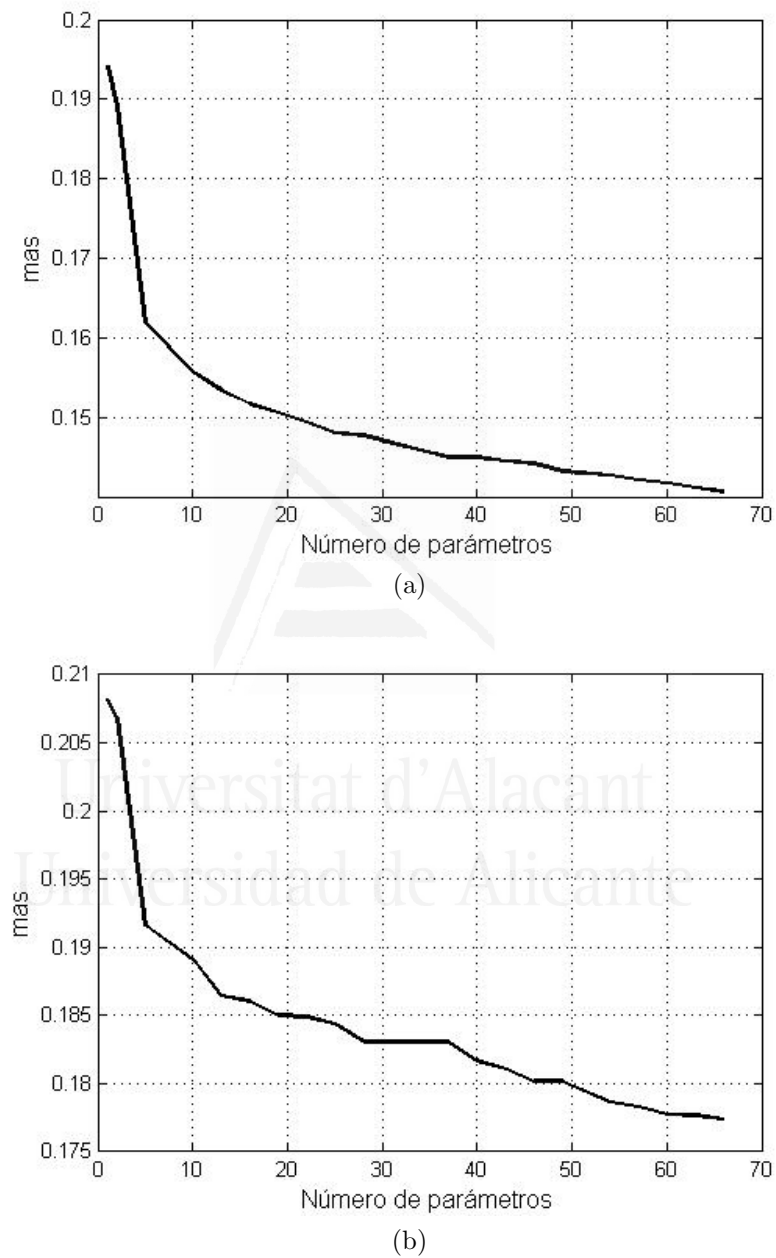 0.2
0.19
0.18
0.17
0.16
0.15
mas
0 10 20 30 40 50 60 70
Número de parámetros
(a)
0.21
0.205
0.2
0.195
0.19
0.185
0.18
0.175
mas
0 10 20 30 40 50 60 70
Número de parámetros
(b)
Universitat d'Alacant
Universidad de Alicante